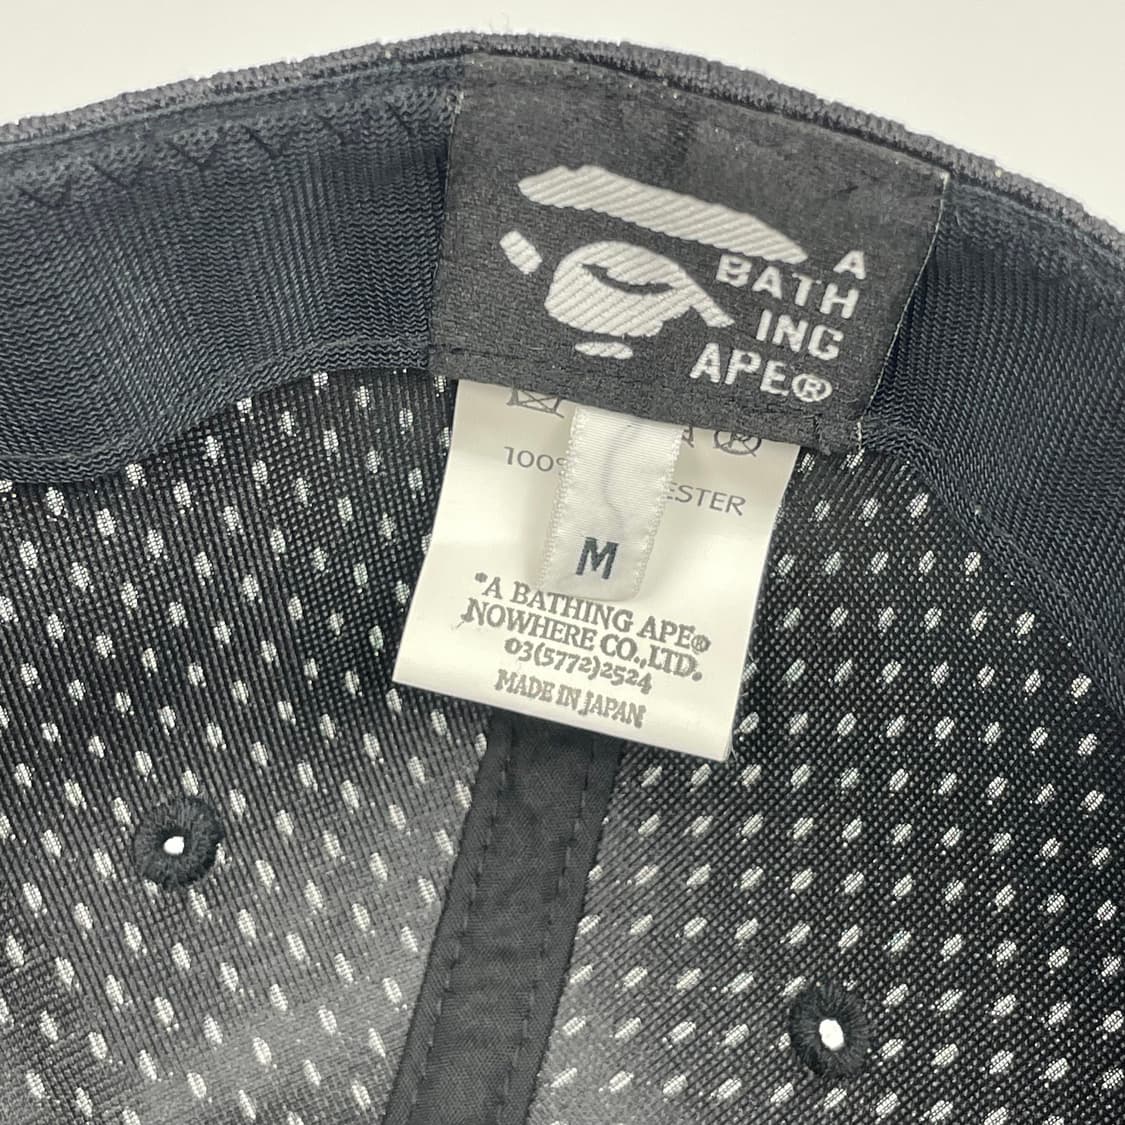 A
BATH
ING
APE®
100%
ESTER
M
"A BATHING APE®
NOWHERE CO.,LTD.
03(5772)2524
MADE IN JAPAN